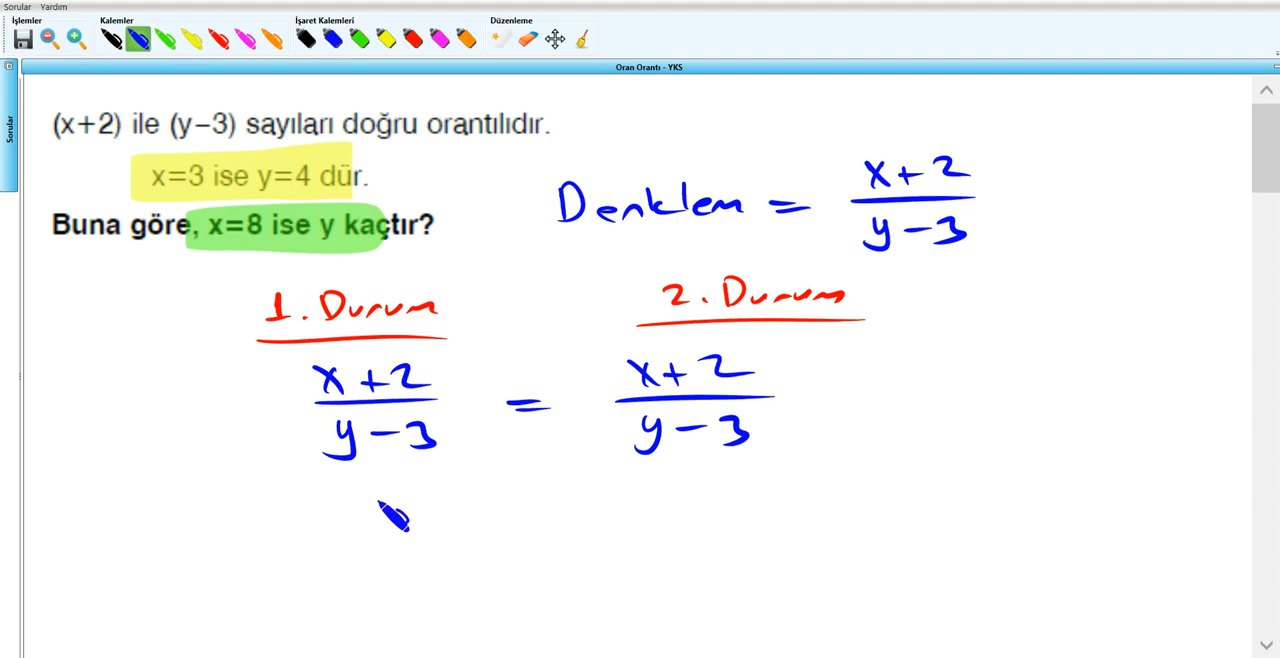 Sorular Yardım
İşlemler Kalemler İşaret Kalemleri Düzenleme
Oran Orantı - YKS
Sorular
(x+2) ile (y−3) sayıları doğru orantılıdır.
x=3 ise y=4 dür.
Buna göre, x=8 ise y kaçtır?
Denklem = x+2
y-3
1. Durum 2. Durum
x+2 = x+2
y-3 y-3